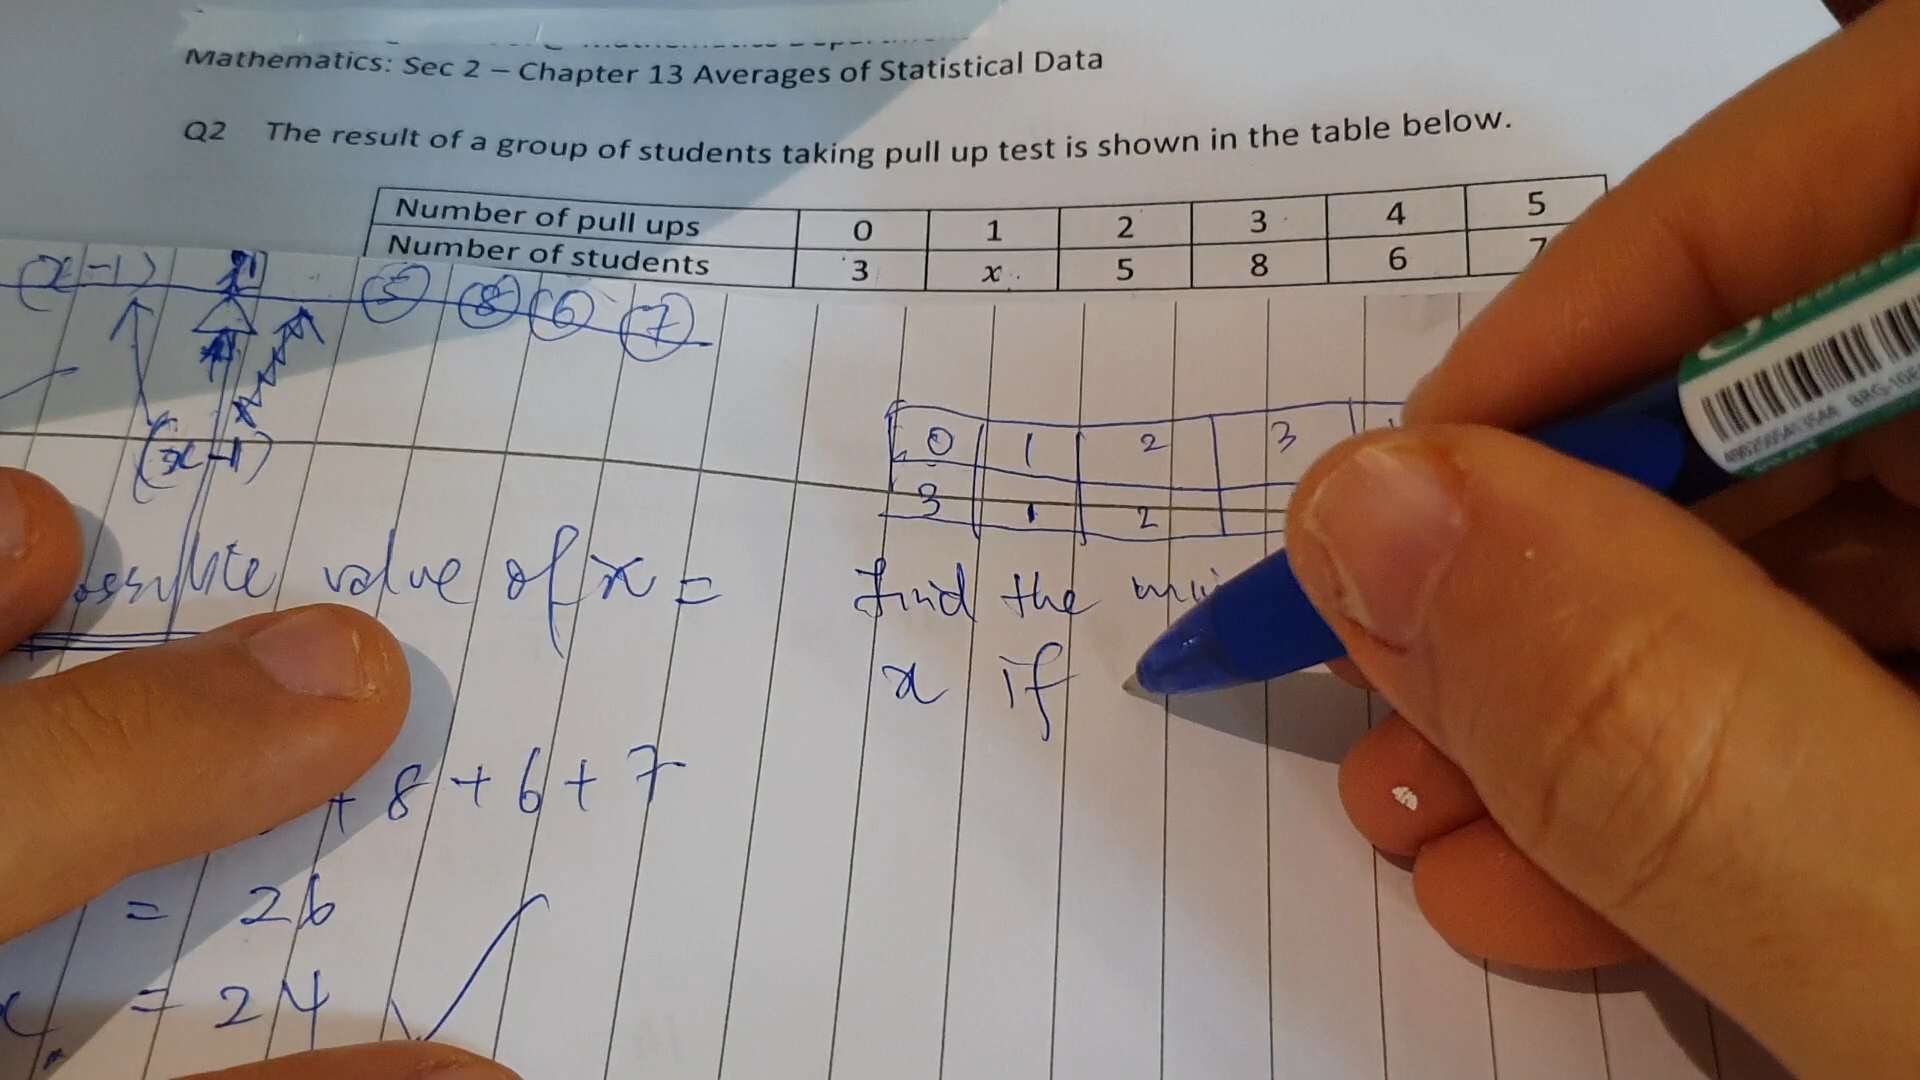 Mathematics: Sec 2 – Chapter 13 Averages of Statistical Data
Q2 The result of a group of students taking pull up test is shown in the table below.
Number of pull ups 0 1 2 3 4 5
Number of students 3 x 5 8 6 7
(x-1) 5 8 6 7
(x-1)
0 1 2 3
3 1 2
value of x =
find the
x if
+ 8 + 6 + 7
= 26
x = 24